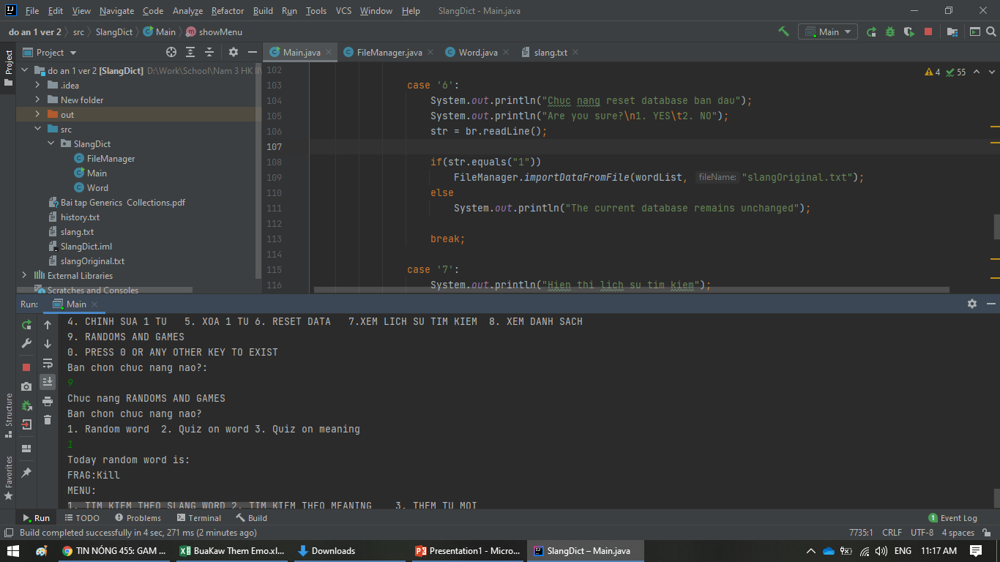 File Edit View Navigate Code Analyze Refactor Build Run Tools VCS Window Help SlangDict - Main.java
do an 1 ver 2 src SlangDict Main showMenu Main
Project Main.java FileManager.java Word.java slang.txt
Project
do an 1 ver 2 [SlangDict] D:\Work\School\Nam 3 HK II\
.idea
New folder
out
src
SlangDict
FileManager
Main
Word
Bai tap Generics Collections.pdf
history.txt
slang.txt
SlangDict.iml
slangOriginal.txt
External Libraries
Scratches and Consoles
4 55
102
103 case '6':
104 System.out.println("Chuc nang reset database ban dau");
105 System.out.println("Are you sure?\n1. YES\t2. NO");
106 str = br.readLine();
107
108 if(str.equals("1"))
109 FileManager.importDataFromFile(wordList, fileName: "slangOriginal.txt");
110 else
111 System.out.println("The current database remains unchanged");
112
113 break;
114
115 case '7':
116 System.out.println("Hien thi lich su tim kiem");
Run: Main
4. CHINH SUA 1 TU 5. XOA 1 TU 6. RESET DATA 7.XEM LICH SU TIM KIEM 8. XEM DANH SACH
9. RANDOMS AND GAMES
0. PRESS 0 OR ANY OTHER KEY TO EXIST
Ban chon chuc nang nao?:
9
Chuc nang RANDOMS AND GAMES
Ban chon chuc nang nao?
1. Random word 2. Quiz on word 3. Quiz on meaning
1
Today random word is:
FRAG:Kill
MENU:
1. TIM KIEM THEO SLANG WORD 2. TIM KIEM THEO MEANING 3. THEM TU MOI
Structure
Favorites
Run TODO Problems Terminal Build 1 Event Log
Build completed successfully in 4 sec, 271 ms (2 minutes ago) 7735:1 CRLF UTF-8 4 spaces
TIN NÓNG 455: GAM ... BuaKaw Them Emo.xl... Downloads Presentation1 - Micro... SlangDict – Main.java ENG 11:17 AM